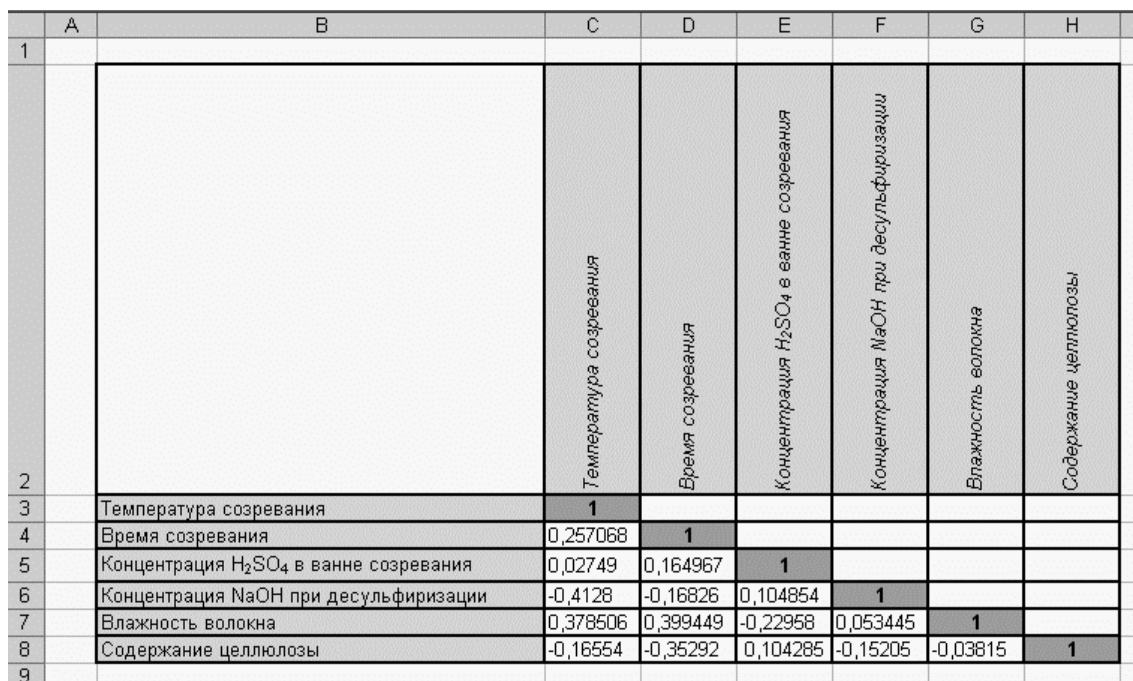 A B C D E F G H
1
2 Температура созревания Время созревания Концентрация H₂SO₄ в ванне созревания Концентрация NaOH при десульфиризации Влажность волокна Содержание целлюлозы
3 Температура созревания 1
4 Время созревания 0,257068 1
5 Концентрация H₂SO₄ в ванне созревания 0,02749 0,164967 1
6 Концентрация NaOH при десульфиризации -0,4128 -0,16826 0,104854 1
7 Влажность волокна 0,378506 0,399449 -0,22958 0,053445 1
8 Содержание целлюлозы -0,16554 -0,35292 0,104285 -0,15205 -0,03815 1
9